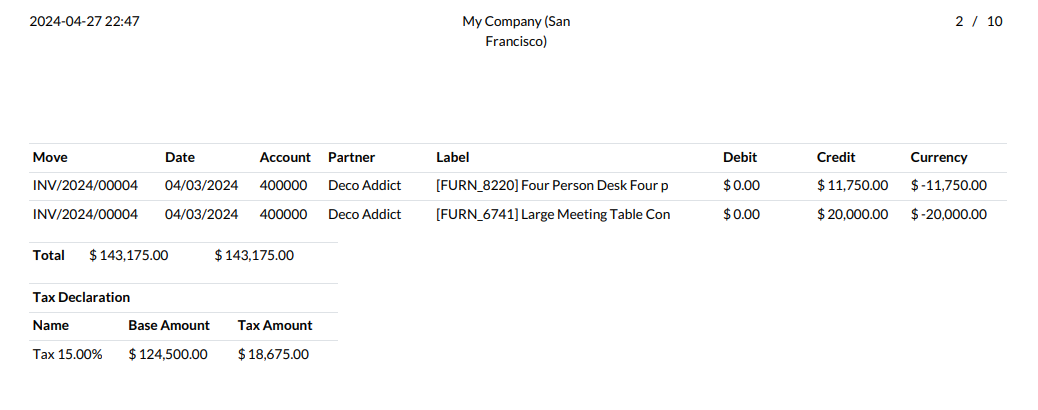 2024-04-27 22:47 My Company (San 2 / 10
Francisco)
Move Date Account Partner Label Debit Credit Currency
INV/2024/00004 04/03/2024 400000 Deco Addict [FURN_8220] Four Person Desk Four p $ 0.00 $ 11,750.00 $ -11,750.00
INV/2024/00004 04/03/2024 400000 Deco Addict [FURN_6741] Large Meeting Table Con $ 0.00 $ 20,000.00 $ -20,000.00
Total $ 143,175.00 $ 143,175.00
Tax Declaration
Name Base Amount Tax Amount
Tax 15.00% $ 124,500.00 $ 18,675.00